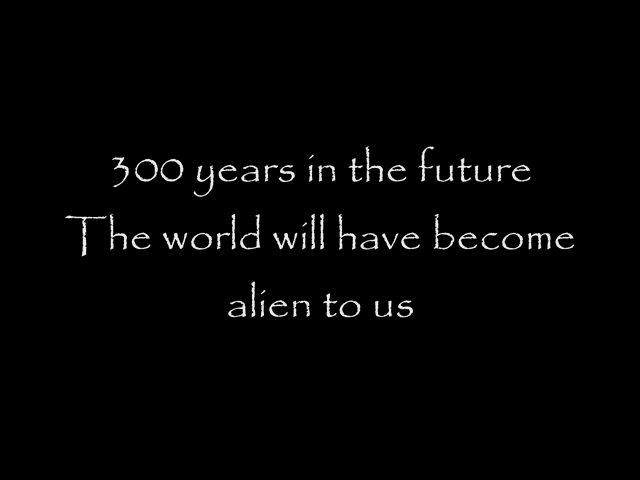 300 years in the future
The world will have become
alien to us